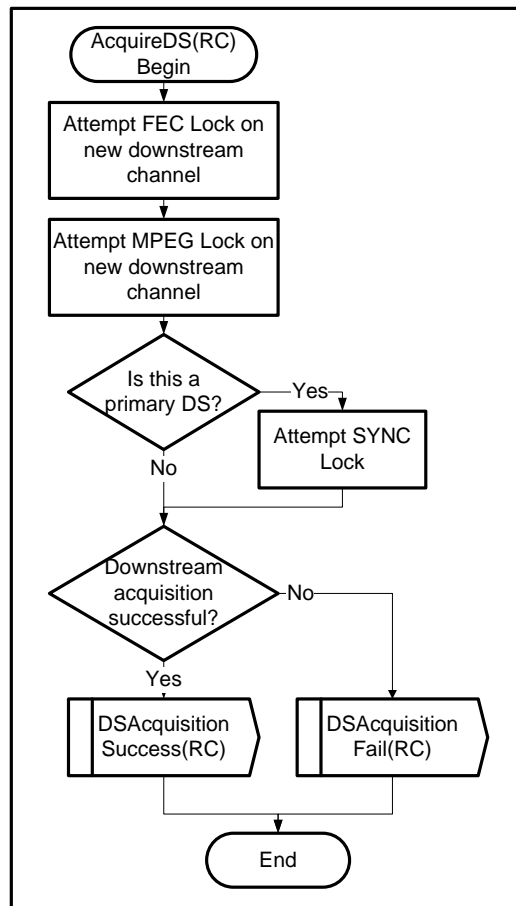 AcquireDS(RC)
Begin
Attempt FEC Lock on
new downstream
channel
Attempt MPEG Lock on
new downstream
channel
Is this a
primary DS?
Yes
Attempt SYNC
Lock
No
Downstream
acquisition
successful?
No
Yes
DSAcquisition
Success(RC)
DSAcquisition
Fail(RC)
End